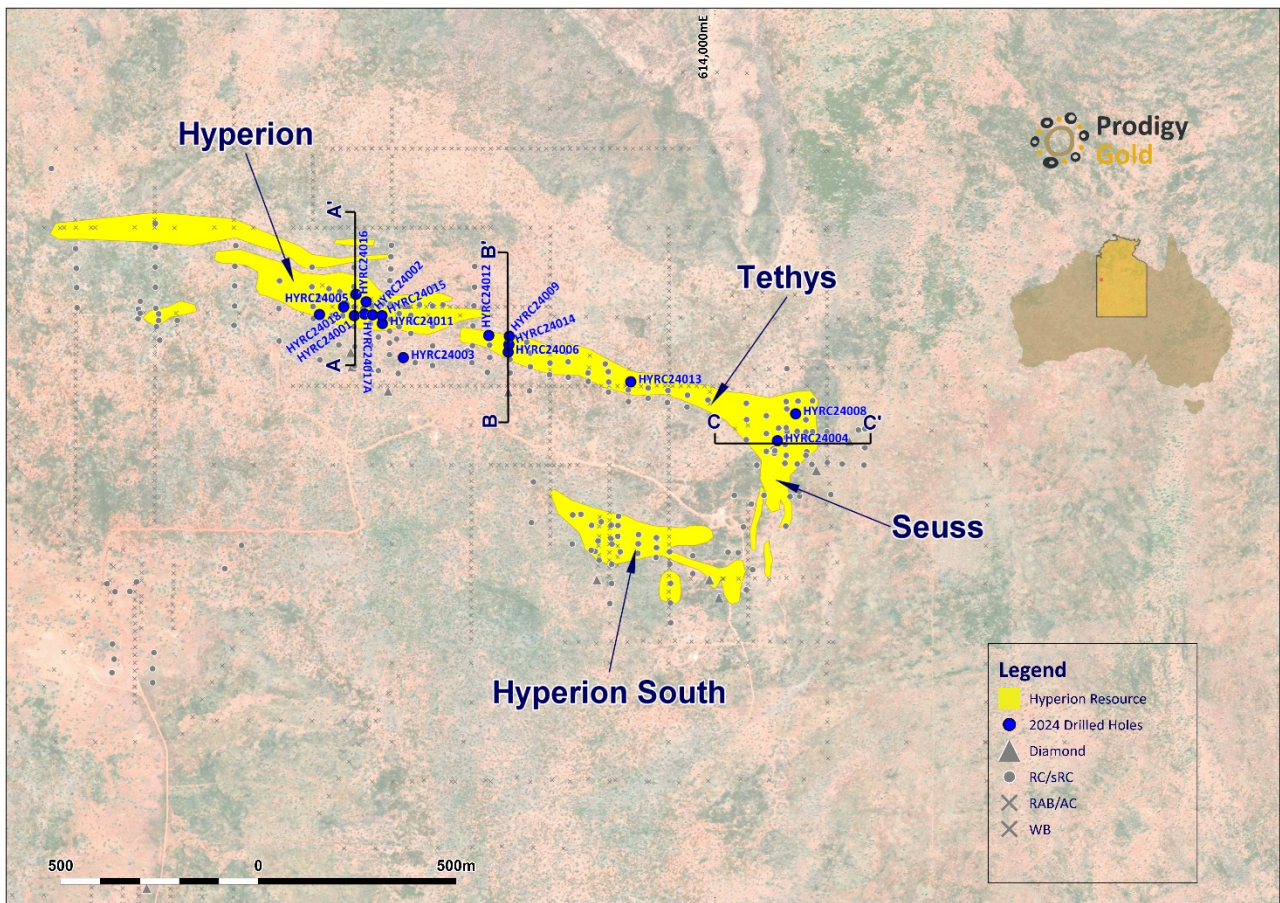 614,000mE
Prodigy
Gold
Hyperion
A'
HYRC24016
HYRC24002
HYRC24015
HYRC24005
HYRC24018
HYRC24001
HYRC24011
HYRC24017A
HYRC24003
A
B'
HYRC24012
HYRC24009
HYRC24014
HYRC24006
B
Tethys
HYRC24013
HYRC24008
C
C'
HYRC24004
Seuss
Hyperion South
Legend
Hyperion Resource
2024 Drilled Holes
Diamond
RC/sRC
RAB/AC
WB
500
0
500m